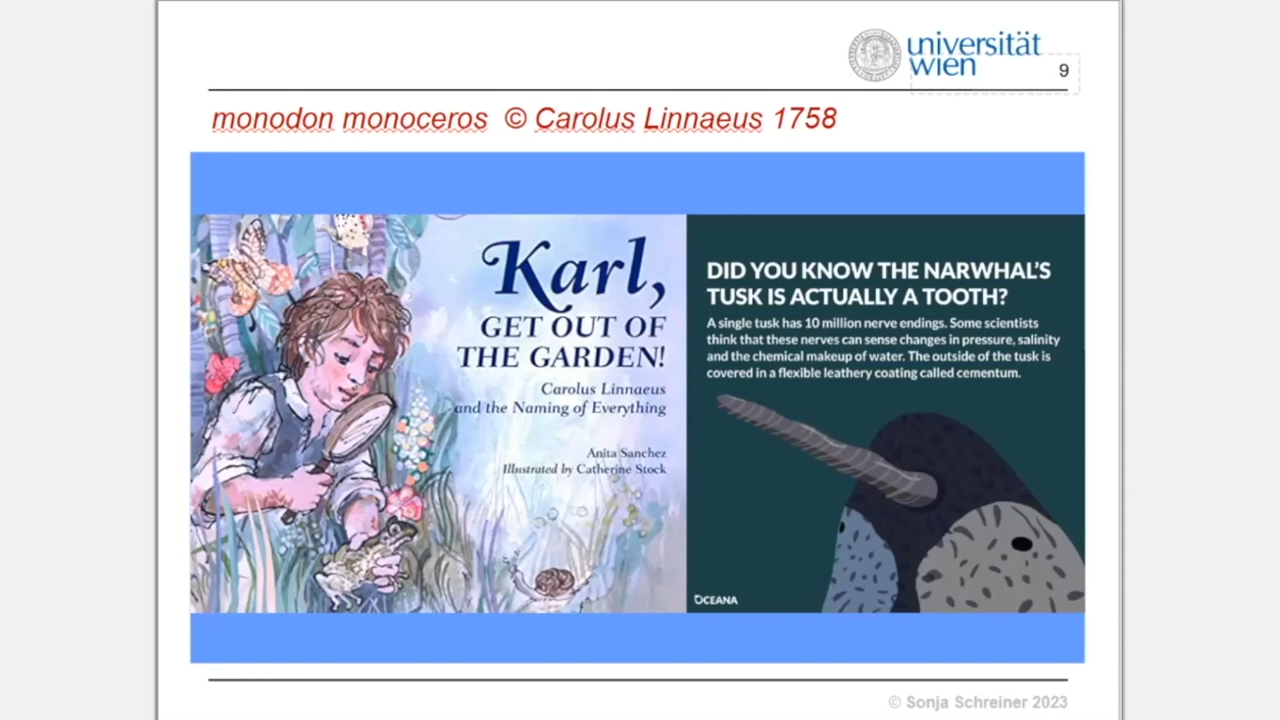 universität
wien
9
monodon monoceros © Carolus Linnaeus 1758
Karl,
GET OUT OF
THE GARDEN!
Carolus Linnaeus
and the Naming of Everything
Anita Sanchez
Illustrated by Catherine Stock
DID YOU KNOW THE NARWHAL'S
TUSK IS ACTUALLY A TOOTH?
A single tusk has 10 million nerve endings. Some scientists
think that these nerves can sense changes in pressure, salinity
and the chemical makeup of water. The outside of the tusk is
covered in a flexible leathery coating called cementum.
OCEANA
© Sonja Schreiner 2023